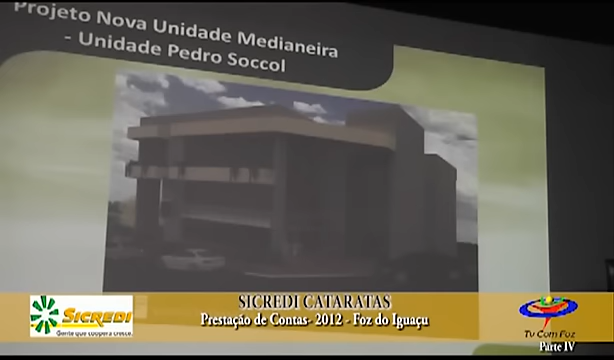 Projeto Nova Unidade Medianeira
- Unidade Pedro Soccol
SICREDI
Gente que coopera cresce.
SICREDI CATARATAS
Prestação de Contas- 2012 - Foz do Iguaçu
Tv Com Foz
Parte IV